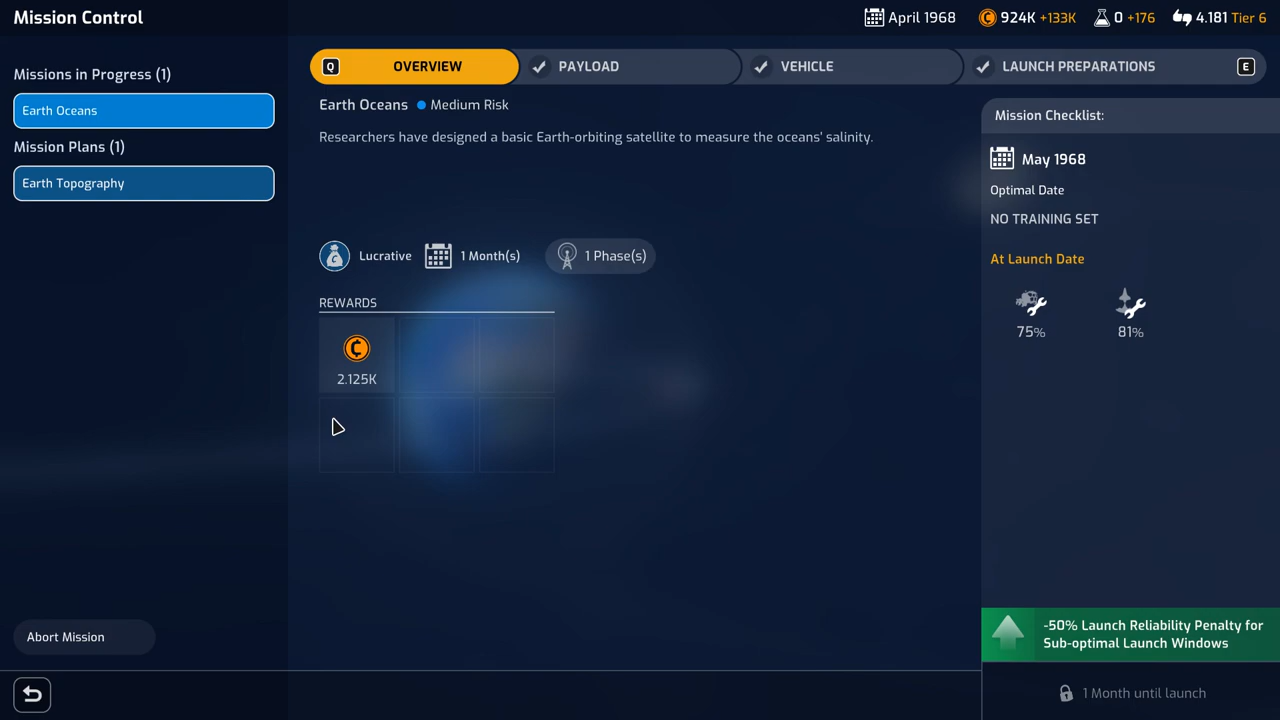 Mission Control
April 1968
924K +133K
0 +176
4.181 Tier 6
Missions in Progress (1)
Earth Oceans
Mission Plans (1)
Earth Topography
Abort Mission
Q
OVERVIEW
PAYLOAD
VEHICLE
LAUNCH PREPARATIONS
E
Earth Oceans
Medium Risk
Researchers have designed a basic Earth-orbiting satellite to measure the oceans' salinity.
Lucrative
1 Month(s)
1 Phase(s)
REWARDS
2.125K
Mission Checklist:
May 1968
Optimal Date
NO TRAINING SET
At Launch Date
75%
81%
-50% Launch Reliability Penalty for
Sub-optimal Launch Windows
1 Month until launch